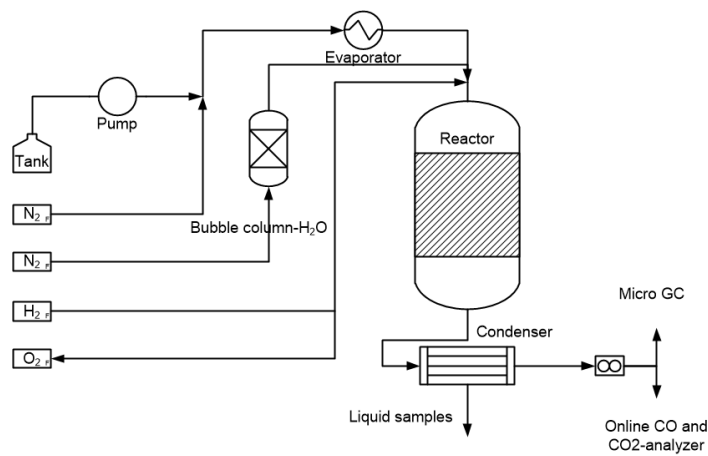 Evaporator
Pump
Tank
Reactor
N2 F
Bubble column-H2O
N2 F
H2 F
Micro GC
Condenser
O2 F
Liquid samples
Online CO and
CO2-analyzer